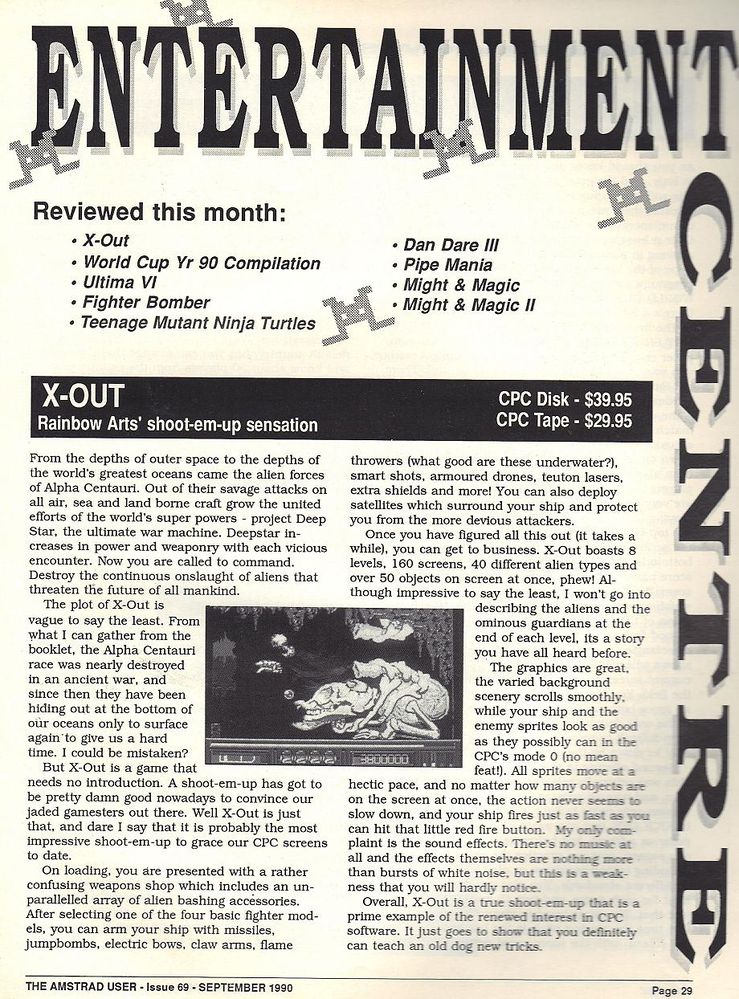 ENTERTAINMENT
CENTRE
Reviewed this month:
• X-Out
• World Cup Yr 90 Compilation
• Ultima VI
• Fighter Bomber
• Teenage Mutant Ninja Turtles
• Dan Dare III
• Pipe Mania
• Might & Magic
• Might & Magic II
X-OUT
Rainbow Arts' shoot-em-up sensation
CPC Disk - $39.95
CPC Tape - $29.95
From the depths of outer space to the depths of
the world's greatest oceans came the alien forces
of Alpha Centauri. Out of their savage attacks on
all air, sea and land borne craft grow the united
efforts of the world's super powers - project Deep
Star, the ultimate war machine. Deepstar in-
creases in power and weaponry with each vicious
encounter. Now you are called to command.
Destroy the continuous onslaught of aliens that
threaten the future of all mankind.
The plot of X-Out is
vague to say the least. From
what I can gather from the
booklet, the Alpha Centauri
race was nearly destroyed
in an ancient war, and
since then they have been
hiding out at the bottom of
our oceans only to surface
again to give us a hard
time. I could be mistaken?
But X-Out is a game that
needs no introduction. A shoot-em-up has got to
be pretty damn good nowadays to convince our
jaded gamesters out there. Well X-Out is just
that, and dare I say that it is probably the most
impressive shoot-em-up to grace our CPC screens
to date.
On loading, you are presented with a rather
confusing weapons shop which includes an un-
parallelled array of alien bashing accessories.
After selecting one of the four basic fighter mod-
els, you can arm your ship with missiles,
jumpbombs, electric bows, claw arms, flame
throwers (what good are these underwater?),
smart shots, armoured drones, teuton lasers,
extra shields and more! You can also deploy
satellites which surround your ship and protect
you from the more devious attackers.
Once you have figured all this out (it takes a
while), you can get to business. X-Out boasts 8
levels, 160 screens, 40 different alien types and
over 50 objects on screen at once, phew! Al-
though impressive to say the least, I won't go into
describing the aliens and the
ominous guardians at the
end of each level, its a story
you have all heard before.
The graphics are great,
the varied background
scenery scrolls smoothly,
while your ship and the
enemy sprites look as good
as they possibly can in the
CPC's mode 0 (no mean
feat!). All sprites move at a
hectic pace, and no matter how many objects are
on the screen at once, the action never seems to
slow down, and your ship fires just as fast as you
can hit that little red fire button. My only com-
plaint is the sound effects. There's no music at
all and the effects themselves are nothing more
than bursts of white noise, but this is a weak-
ness that you will hardly notice.
Overall, X-Out is a true shoot-em-up that is a
prime example of the renewed interest in CPC
software. It just goes to show that you definitely
can teach an old dog new tricks.
THE AMSTRAD USER - Issue 69 - SEPTEMBER 1990
Page 29